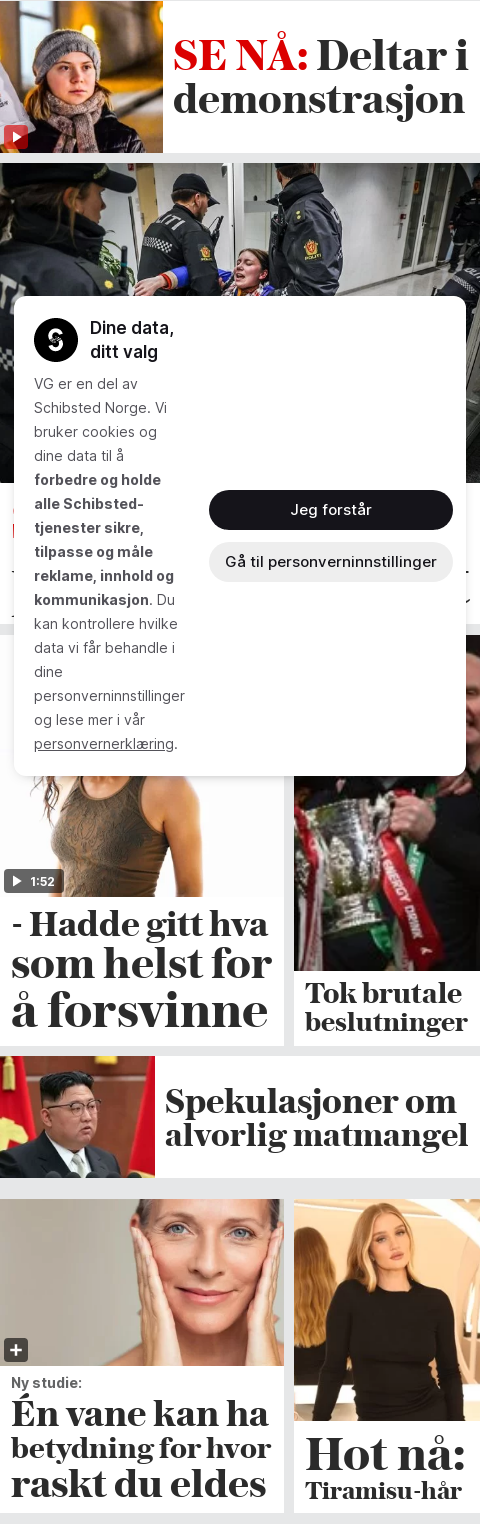 SE NÅ: Deltar i
demonstrasjon
POLITI
POLITI
Dine data,
ditt valg
VG er en del av
Schibsted Norge. Vi
bruker cookies og
dine data til å
forbedre og holde
alle Schibsted-
tjenester sikre,
tilpasse og måle
reklame, innhold og
kommunikasjon. Du
kan kontrollere hvilke
data vi får behandle i
dine
personverninnstillinger
og lese mer i vår
personvernerklæring.
Jeg forstår
Gå til personverninnstillinger
ENERGY DRINK
1:52
- Hadde gitt hva
som helst for
å forsvinne
Tok brutale
beslutninger
Spekulasjoner om
alvorlig matmangel
Ny studie:
Én vane kan ha
betydning for hvor
raskt du eldes
Hot nå:
Tiramisu-hår